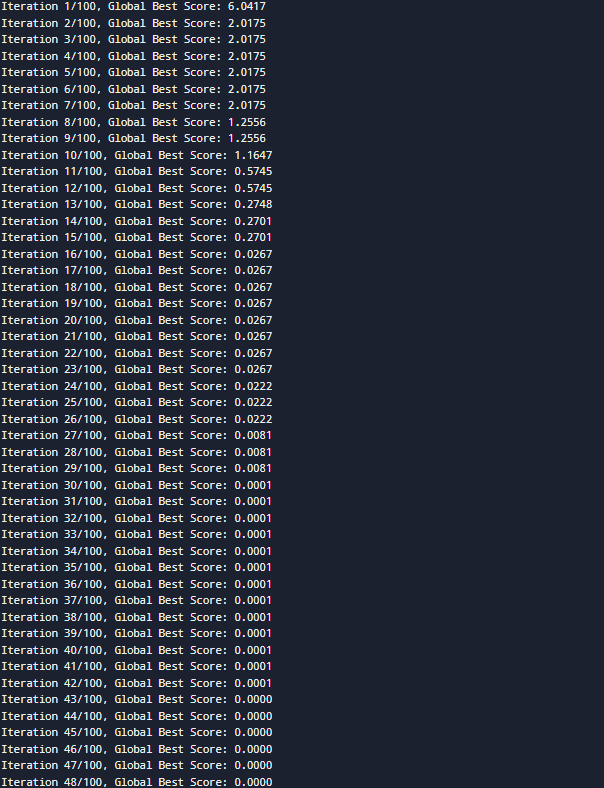 Iteration 1/100, Global Best Score: 6.0417
Iteration 2/100, Global Best Score: 2.0175
Iteration 3/100, Global Best Score: 2.0175
Iteration 4/100, Global Best Score: 2.0175
Iteration 5/100, Global Best Score: 2.0175
Iteration 6/100, Global Best Score: 2.0175
Iteration 7/100, Global Best Score: 2.0175
Iteration 8/100, Global Best Score: 1.2556
Iteration 9/100, Global Best Score: 1.2556
Iteration 10/100, Global Best Score: 1.1647
Iteration 11/100, Global Best Score: 0.5745
Iteration 12/100, Global Best Score: 0.5745
Iteration 13/100, Global Best Score: 0.2748
Iteration 14/100, Global Best Score: 0.2701
Iteration 15/100, Global Best Score: 0.2701
Iteration 16/100, Global Best Score: 0.0267
Iteration 17/100, Global Best Score: 0.0267
Iteration 18/100, Global Best Score: 0.0267
Iteration 19/100, Global Best Score: 0.0267
Iteration 20/100, Global Best Score: 0.0267
Iteration 21/100, Global Best Score: 0.0267
Iteration 22/100, Global Best Score: 0.0267
Iteration 23/100, Global Best Score: 0.0267
Iteration 24/100, Global Best Score: 0.0222
Iteration 25/100, Global Best Score: 0.0222
Iteration 26/100, Global Best Score: 0.0222
Iteration 27/100, Global Best Score: 0.0081
Iteration 28/100, Global Best Score: 0.0081
Iteration 29/100, Global Best Score: 0.0081
Iteration 30/100, Global Best Score: 0.0001
Iteration 31/100, Global Best Score: 0.0001
Iteration 32/100, Global Best Score: 0.0001
Iteration 33/100, Global Best Score: 0.0001
Iteration 34/100, Global Best Score: 0.0001
Iteration 35/100, Global Best Score: 0.0001
Iteration 36/100, Global Best Score: 0.0001
Iteration 37/100, Global Best Score: 0.0001
Iteration 38/100, Global Best Score: 0.0001
Iteration 39/100, Global Best Score: 0.0001
Iteration 40/100, Global Best Score: 0.0001
Iteration 41/100, Global Best Score: 0.0001
Iteration 42/100, Global Best Score: 0.0001
Iteration 43/100, Global Best Score: 0.0000
Iteration 44/100, Global Best Score: 0.0000
Iteration 45/100, Global Best Score: 0.0000
Iteration 46/100, Global Best Score: 0.0000
Iteration 47/100, Global Best Score: 0.0000
Iteration 48/100, Global Best Score: 0.0000